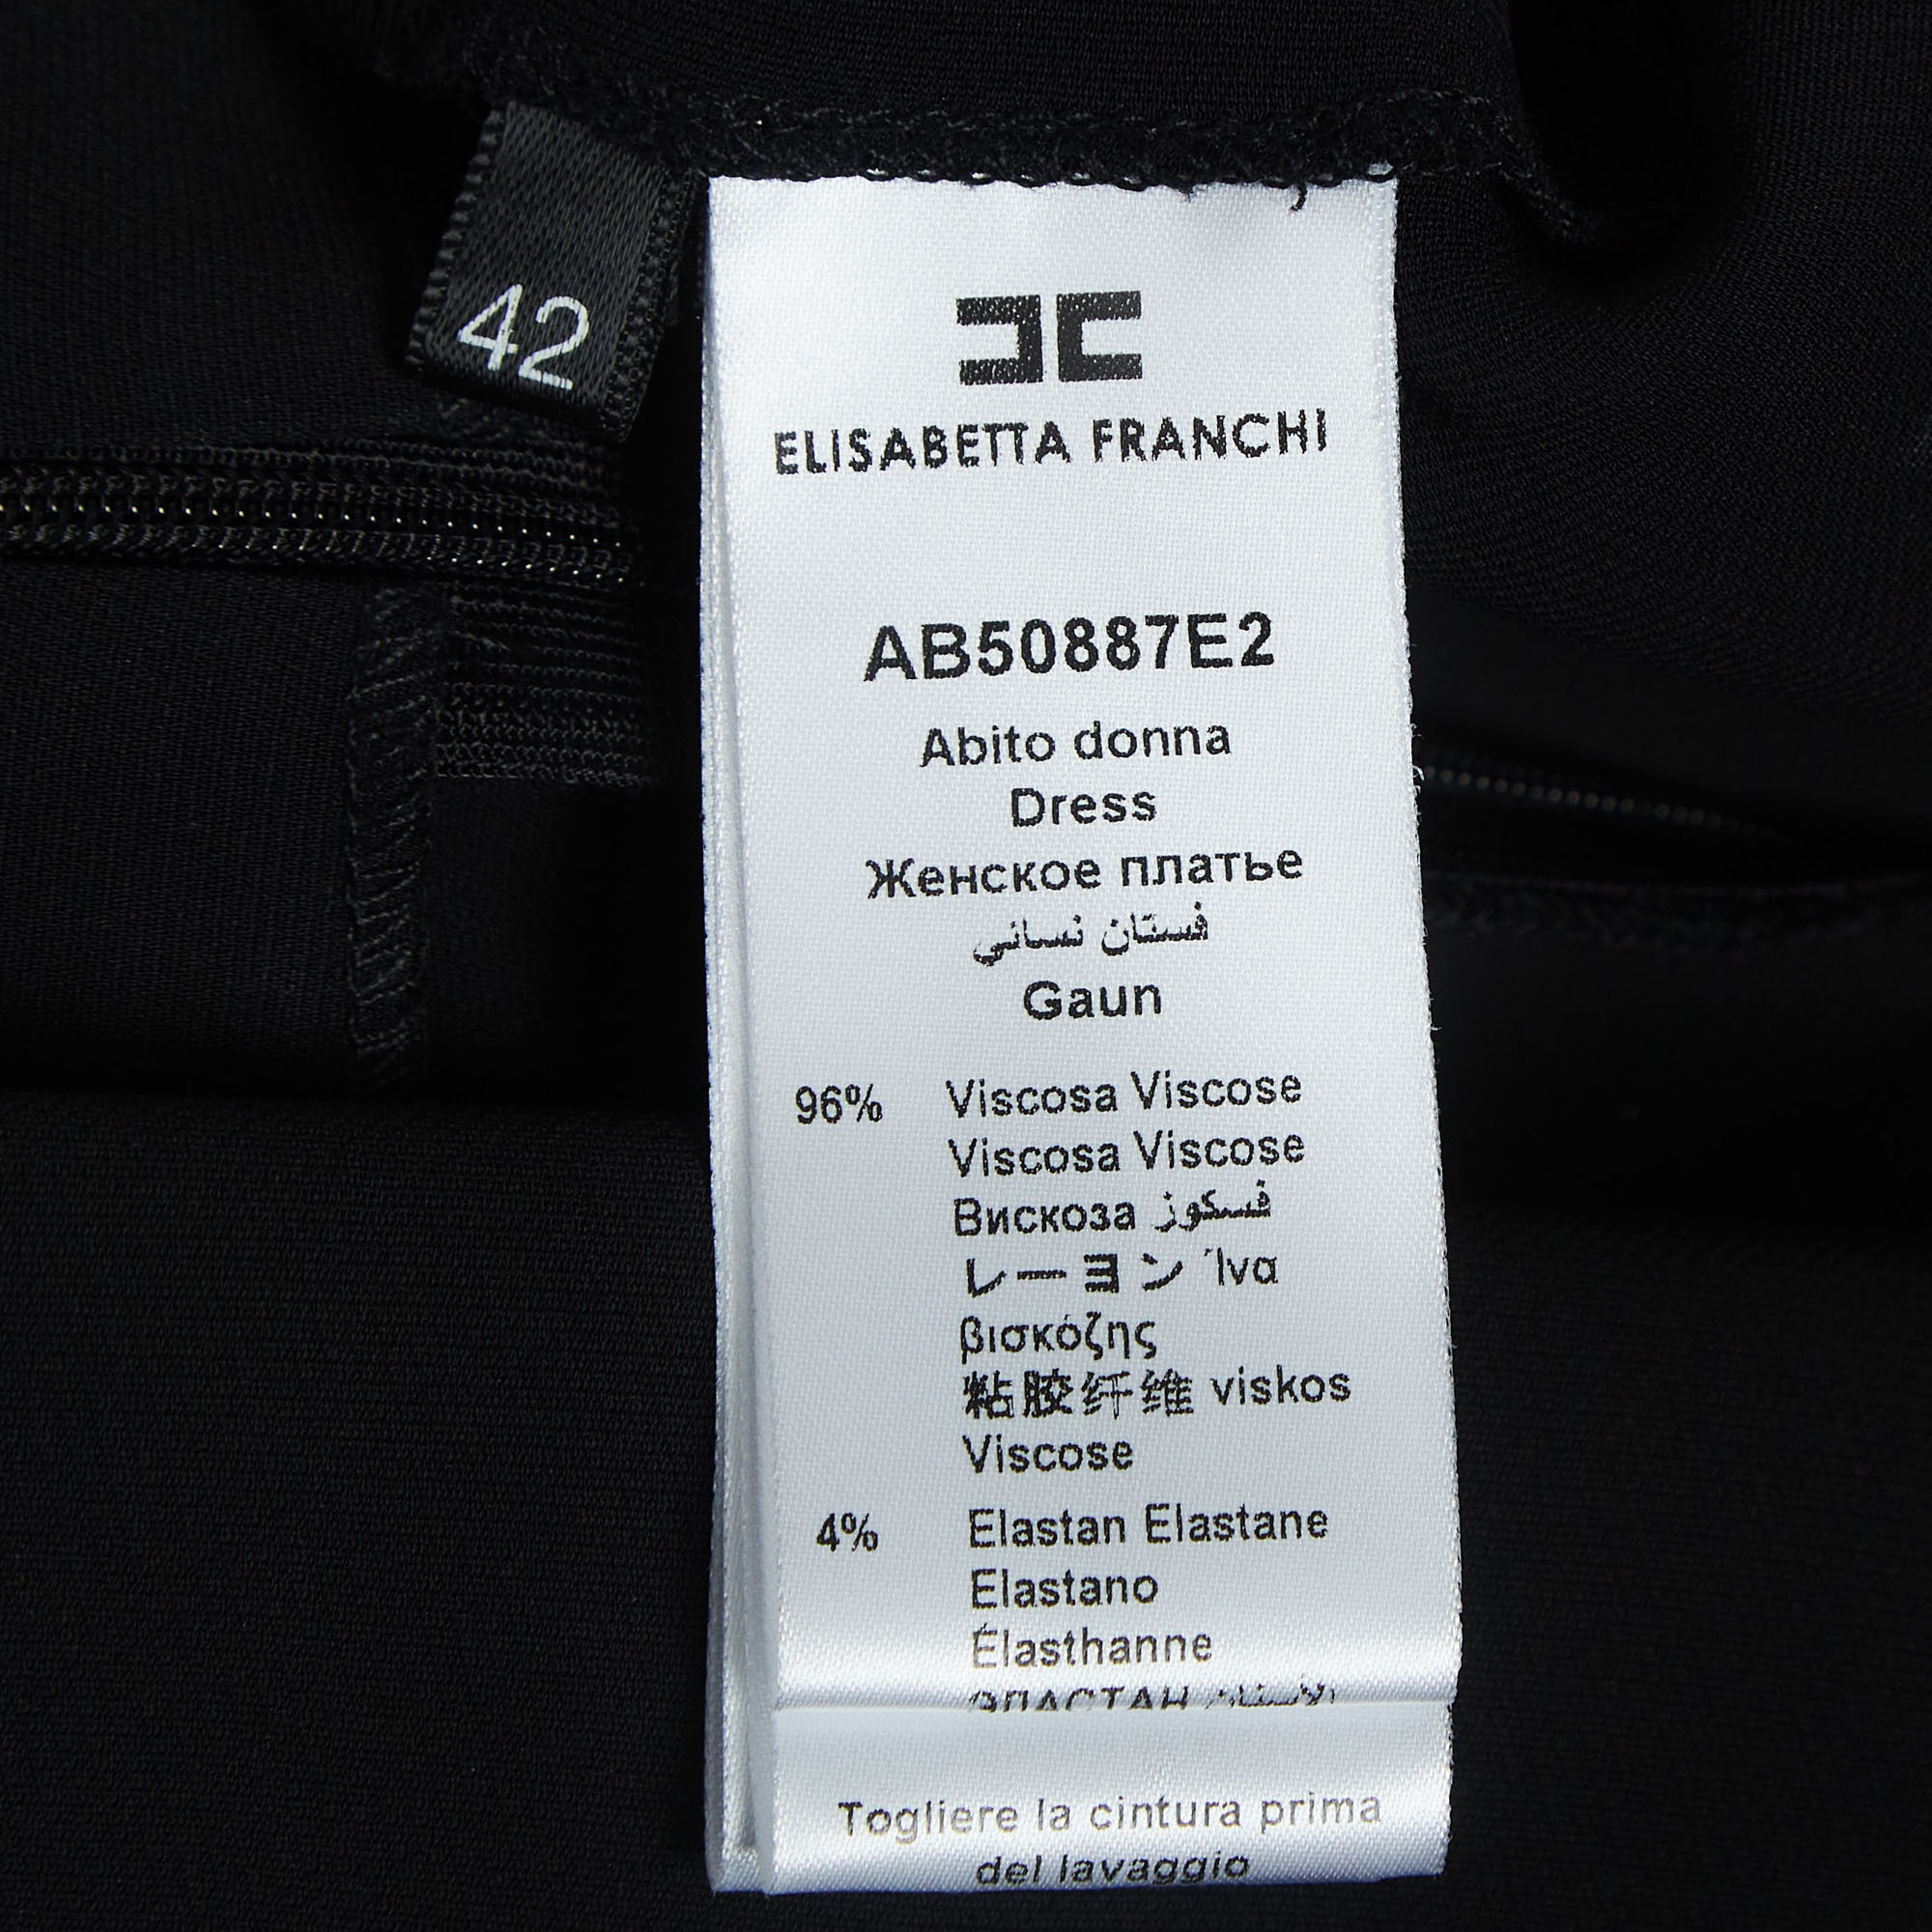 42
ELISABETTA FRANCHI
AB50887E2
Abito donna
Dress
Женское платье
فستان نسائي
Gaun
96% Viscosa Viscose
Viscosa Viscose
Вискоза فسكوز
レーヨン Ίνα
βισκόζης
粘胶纤维 viskos
Viscose
4% Elastan Elastane
Elastano
Élasthanne
ЭЛАСТАН
Togliere la cintura prima
del lavaggio